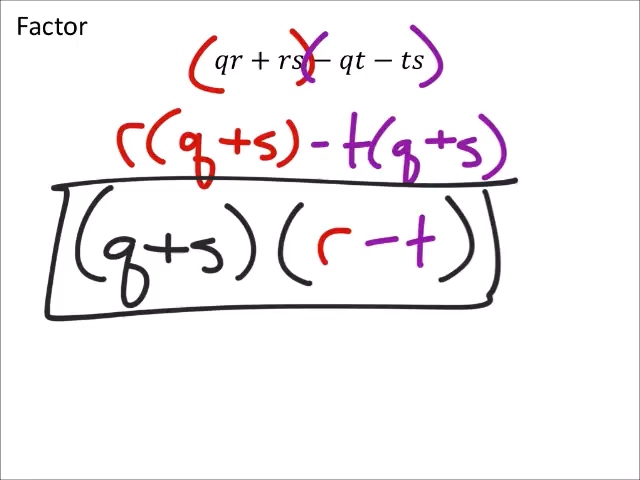 Factor
(qr + rs)(− qt − ts)
r(q+s) - t(q+s)
(q+s)(r-t)